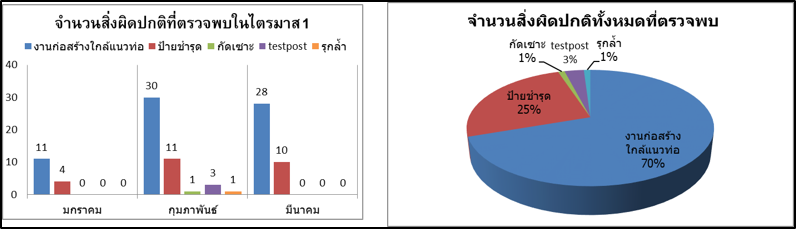 จำนวนสิ่งผิดปกติที่ตรวจพบในไตรมาส 1
งานก่อสร้างใกล้แนวท่อ ป้ายชำรุด กัดเซาะ testpost รุกล้ำ
40
30
20
10
0
11 4 0 0 0
30 11 1 3 1
28 10 0 0 0
มกราคม กุมภาพันธ์ มีนาคม
จำนวนสิ่งผิดปกติทั้งหมดที่ตรวจพบ
กัดเซาะ
1%
testpost
3%
รุกล้ำ
1%
ป้ายชำรุด
25%
งานก่อสร้าง
ใกล้แนวท่อ
70%